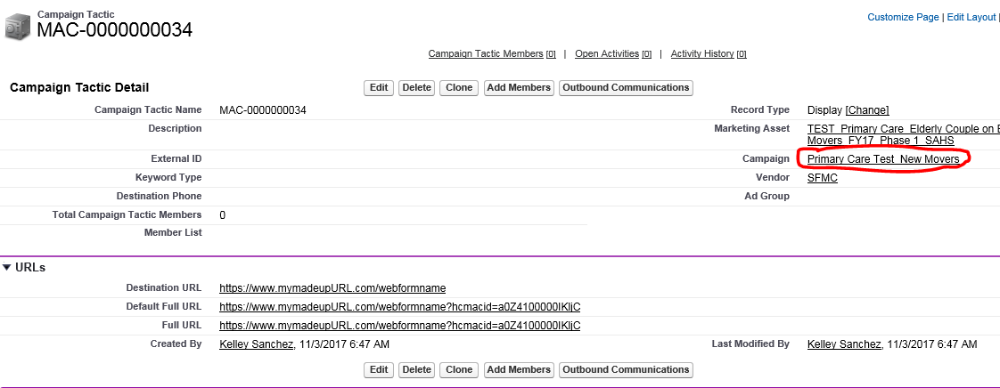 Campaign Tactic
MAC-0000000034
Customize Page | Edit Layout |
Campaign Tactic Members [0] | Open Activities [0] | Activity History [0]
Campaign Tactic Detail
Edit Delete Clone Add Members Outbound Communications
Campaign Tactic Name MAC-0000000034 Record Type Display [Change]
Description Marketing Asset TEST_Primary Care_Elderly Couple on
Movers_FY17_Phase 1_SAHS
External ID Campaign Primary Care Test_New Movers
Keyword Type Vendor SFMC
Destination Phone Ad Group
Total Campaign Tactic Members 0
Member List
URLs
Destination URL https://www.mymadeupURL.com/webformname
Default Full URL https://www.mymadeupURL.com/webformname?hcmacid=a0Z4100000IKIjC
Full URL https://www.mymadeupURL.com/webformname?hcmacid=a0Z4100000IKIjC
Created By Kelley Sanchez, 11/3/2017 6:47 AM Last Modified By Kelley Sanchez, 11/3/2017 6:47 AM
Edit Delete Clone Add Members Outbound Communications